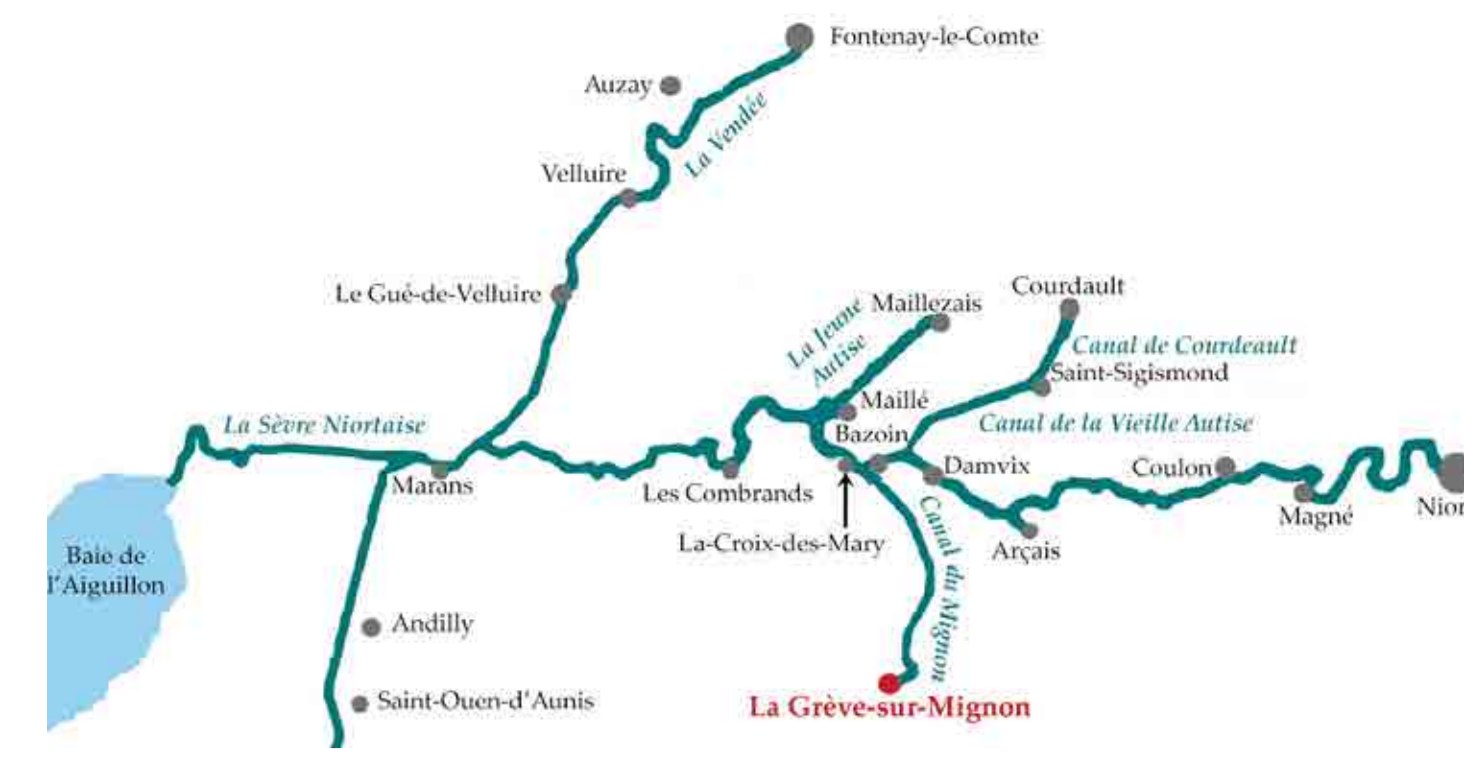 Fontenay-le-Comte
Auzay
La Vendée
Velluire
Le Gué-de-Velluire
Courdault
Maillezais
La Jeune
Autise
Canal de Courdeault
Saint-Sigismond
Maillé
La Sèvre Niortaise
Canal de la Vieille Autise
Bazoin
Damvix
Coulon
Marans
Les Combrands
Magné
Nior
La-Croix-des-Mary
Arçais
Canal du Mignon
Baie de
l'Aiguillon
Andilly
Saint-Ouen-d'Aunis
La Grève-sur-Mignon